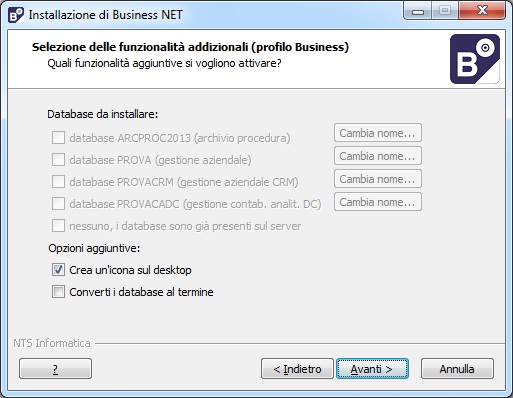 Installazione di Business NET
Selezione delle funzionalità addizionali (profilo Business)
Quali funzionalità aggiuntive si vogliono attivare?
B
Database da installare:
database ARCPROC2013 (archivio procedura) Cambia nome...
database PROVA (gestione aziendale) Cambia nome...
database PROVACRM (gestione aziendale CRM) Cambia nome...
database PROVACADC (gestione contab. analit. DC) Cambia nome...
nessuno, i database sono già presenti sul server
Opzioni aggiuntive:
Crea un'icona sul desktop
Converti i database al termine
NTS Informatica
? < Indietro Avanti > Annulla